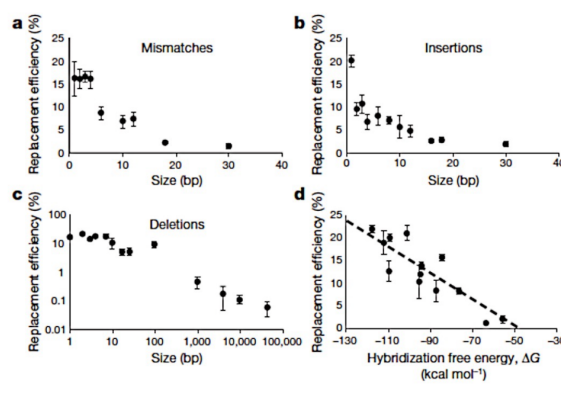 a
Mismatches
Replacement efficiency (%)
25
20
15
10
5
0
0 10 20 30 40
Size (bp)
b
Insertions
Replacement efficiency (%)
25
20
15
10
5
0
0 10 20 30 40
Size (bp)
c
Deletions
Replacement efficiency (%)
100
10
1
0.1
0.01
1 10 100 1,000 10,000 100,000
Size (bp)
d
Replacement efficiency (%)
25
20
15
10
5
0
–130 –110 –90 –70 –50 –30
Hybridization free energy, ΔG
(kcal mol⁻¹)